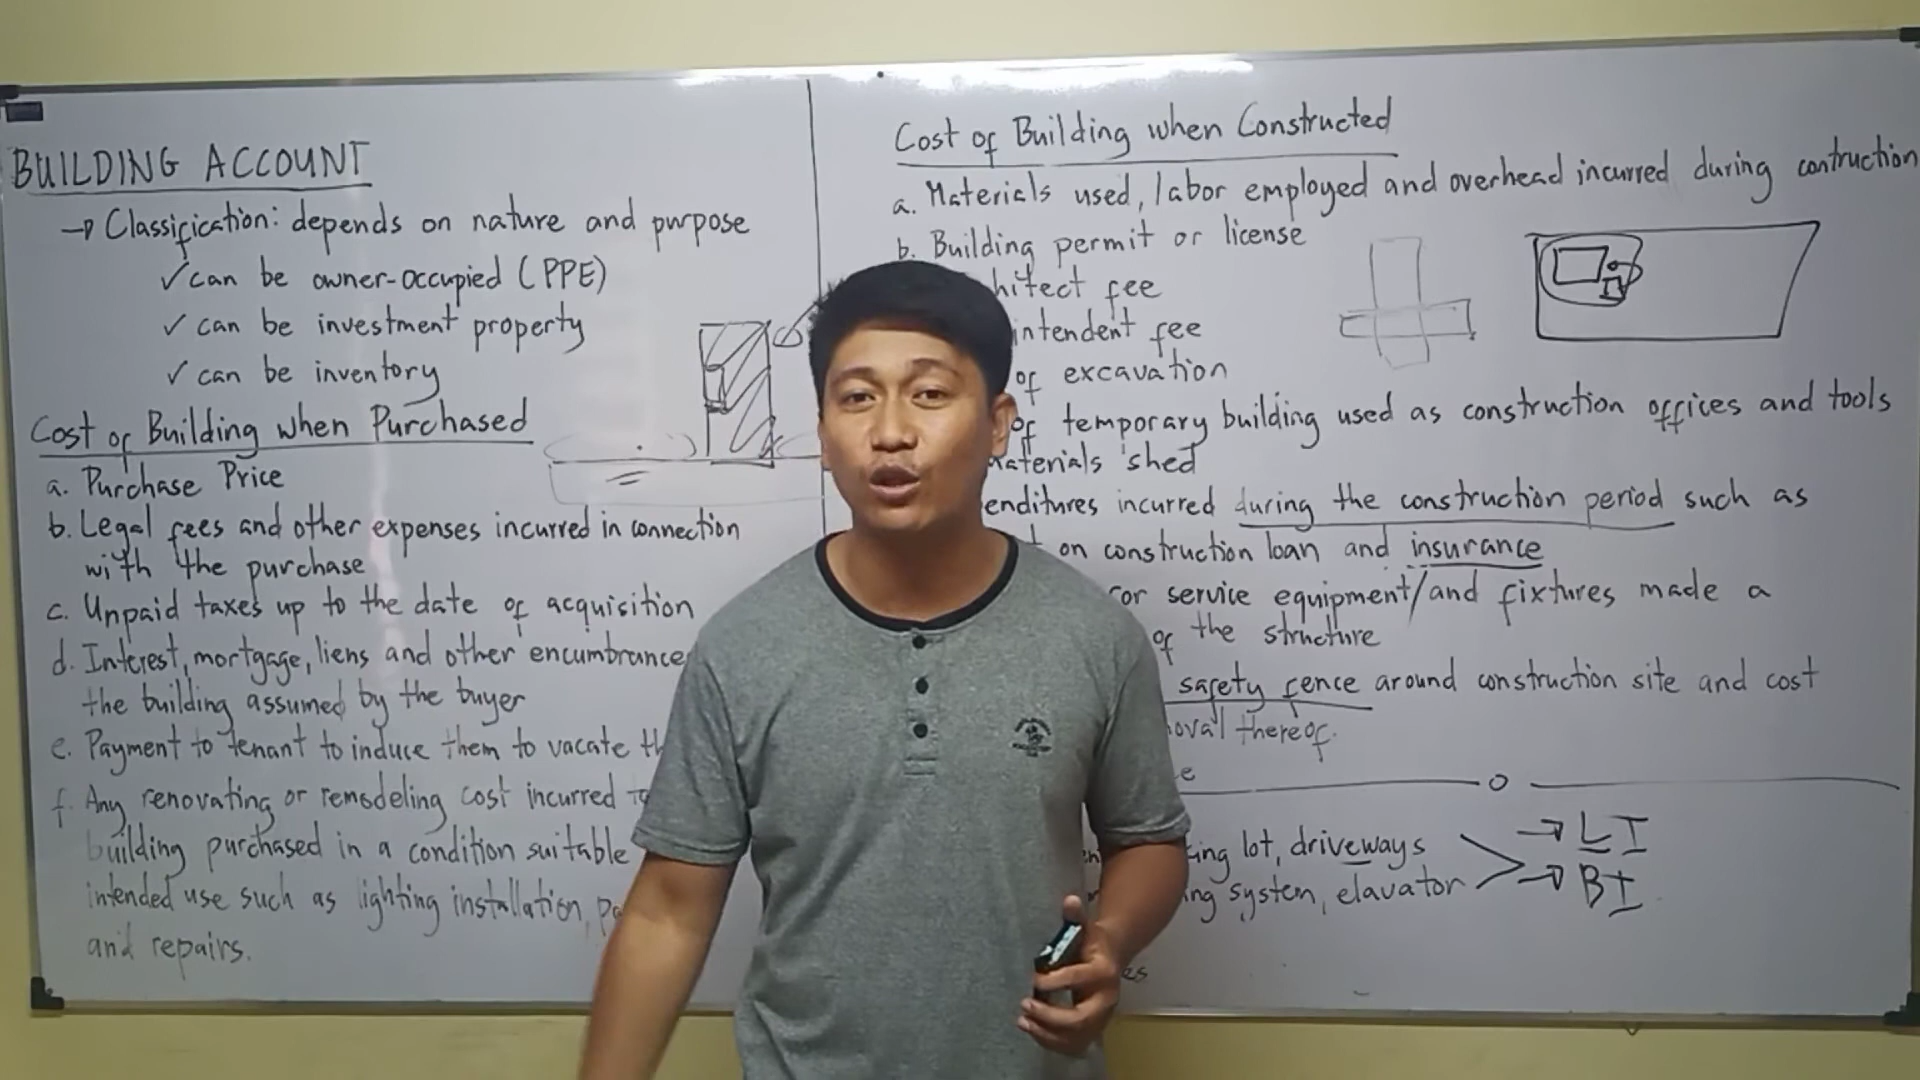 BUILDING ACCOUNT
→ Classification: depends on nature and purpose
✓ can be owner-occupied (PPE)
✓ can be investment property
✓ can be inventory
Cost of Building when Purchased
a. Purchase Price
b. Legal fees and other expenses incurred in connection
with the purchase
c. Unpaid taxes up to the date of acquisition
d. Interest, mortgage, liens and other encumbrance
the building assumed by the buyer
e. Payment to tenant to induce them to vacate
f. Any renovating or remodeling cost incurred
building purchased in a condition suitable
intended use such as lighting installation,
and repairs.
Cost of Building when Constructed
a. Materials used, labor employed and overhead incurred during contruction
b. Building permit or license
fee
fee
of excavation
of temporary building used as construction offices and tools
shed
incurred during the construction period such as
on construction loan and insurance
for service equipment/and fixtures made a
of the structure
safety fence around construction site and cost
thereof.
lot, driveways
system, elavator
→ LI
→ BI